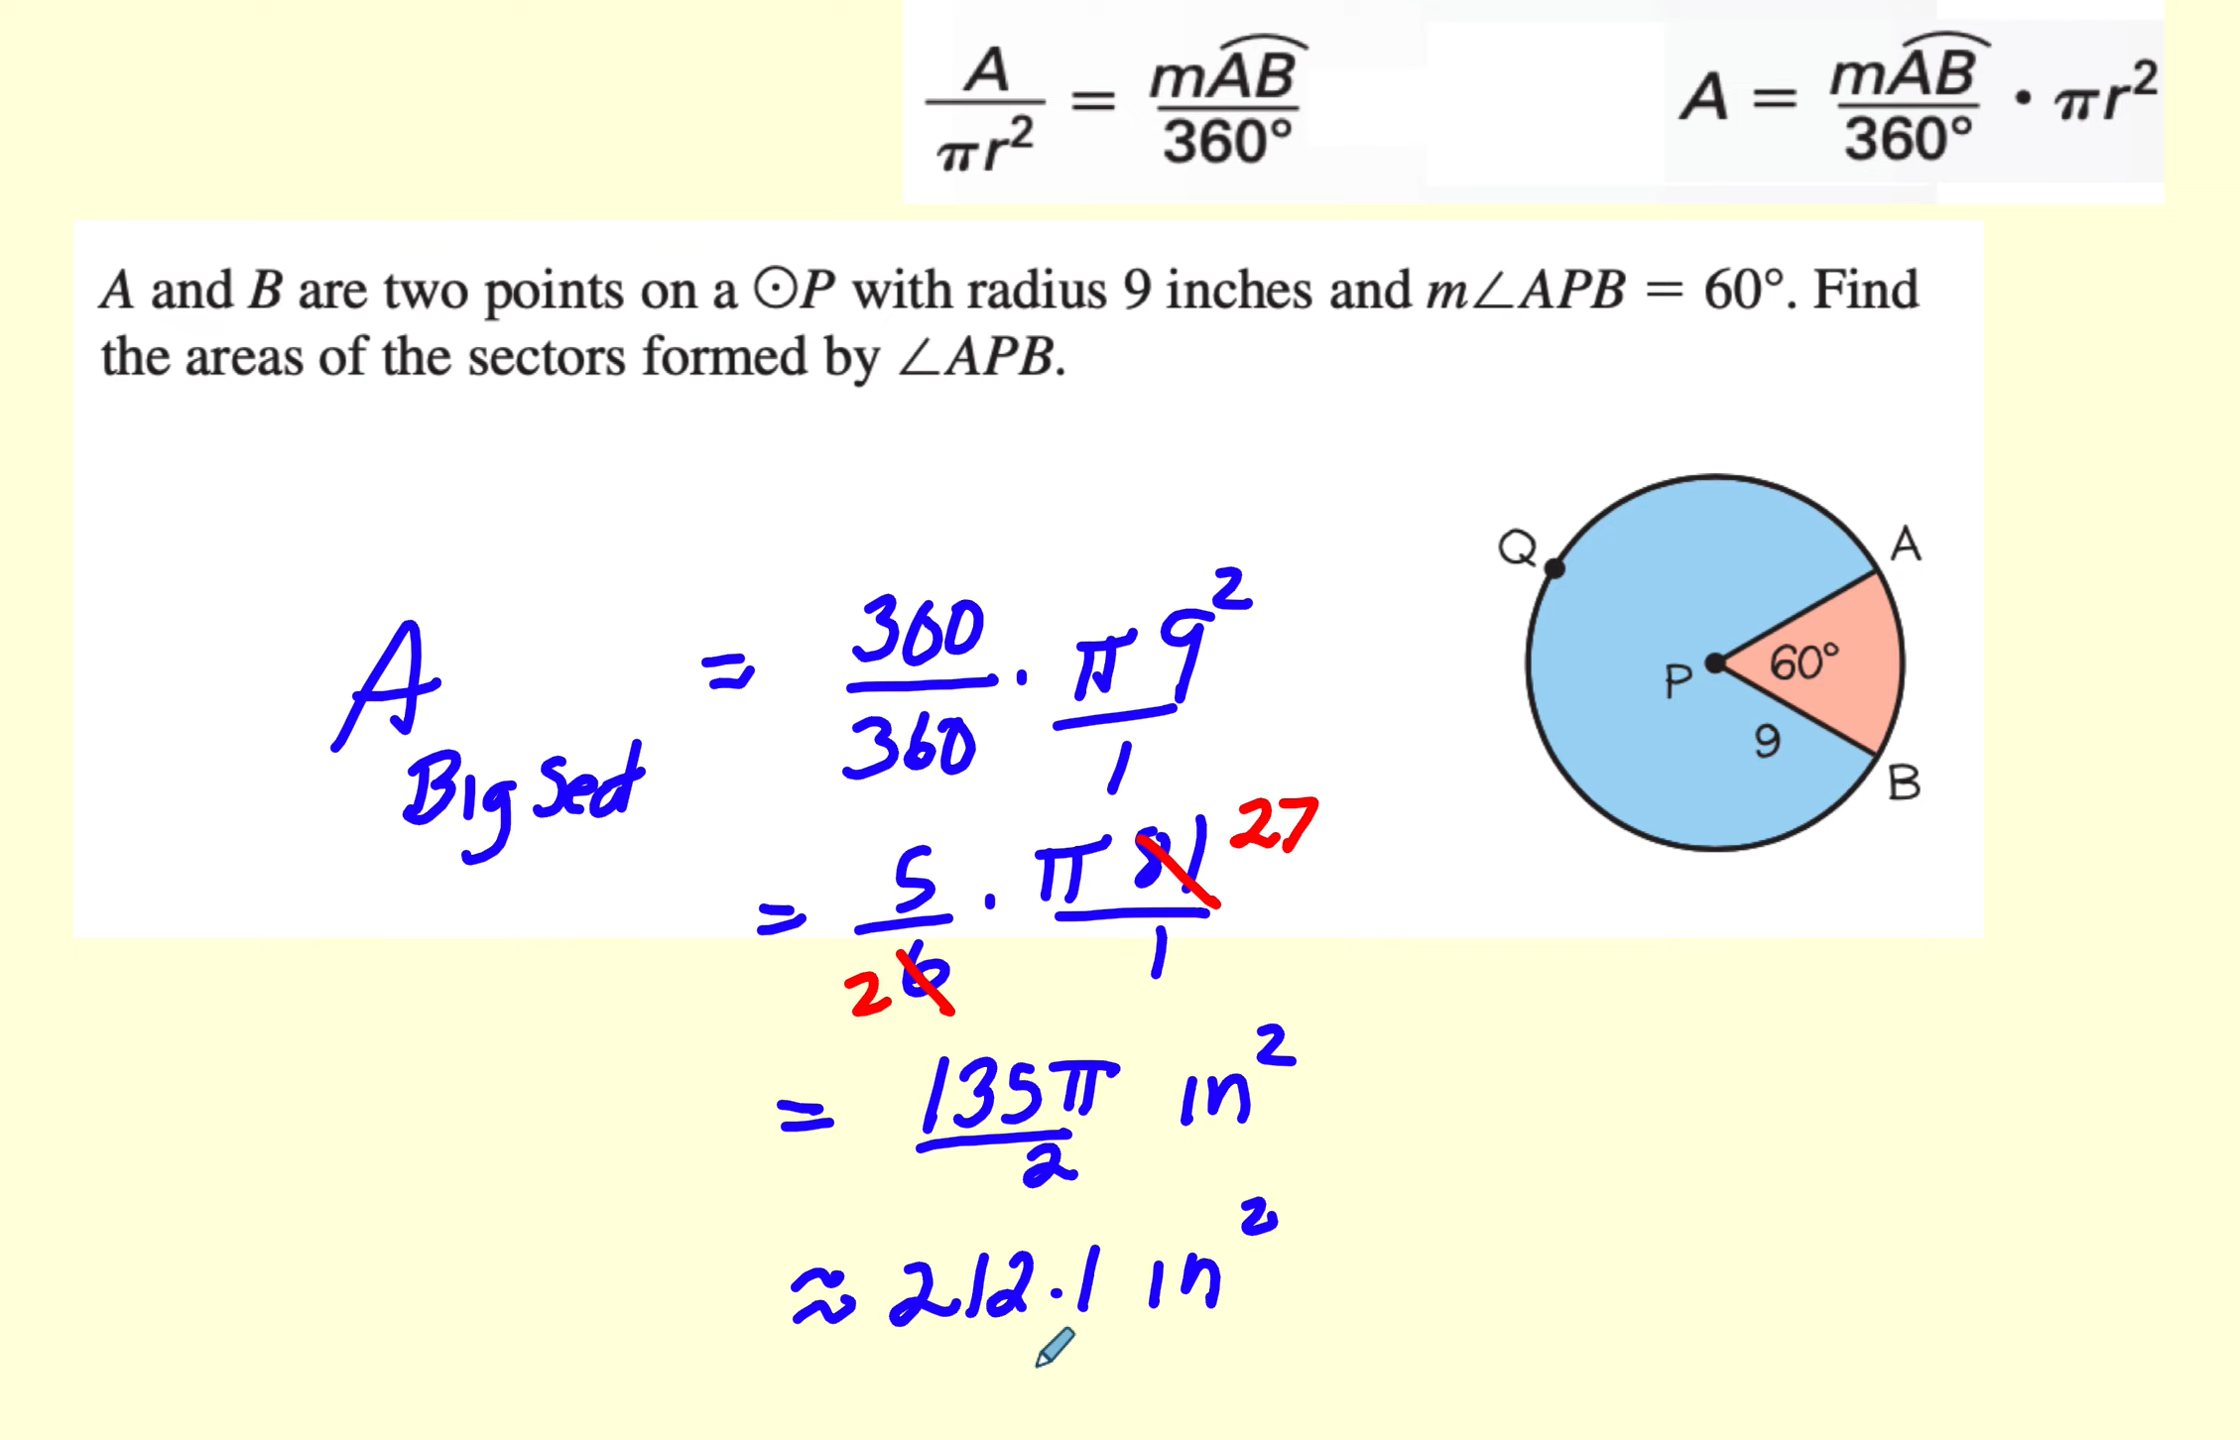 A/πr² = mAB⌢/360°
A = mAB⌢/360° · πr²
A and B are two points on a ⊙P with radius 9 inches and m∠APB = 60°. Find
the areas of the sectors formed by ∠APB.
Q
A
P
60°
9
B
A Big Sect = 360/360 · π9²/1
= 5/6 · π81/1
27
2
= 135π/2 in²
≈ 212.1 in²